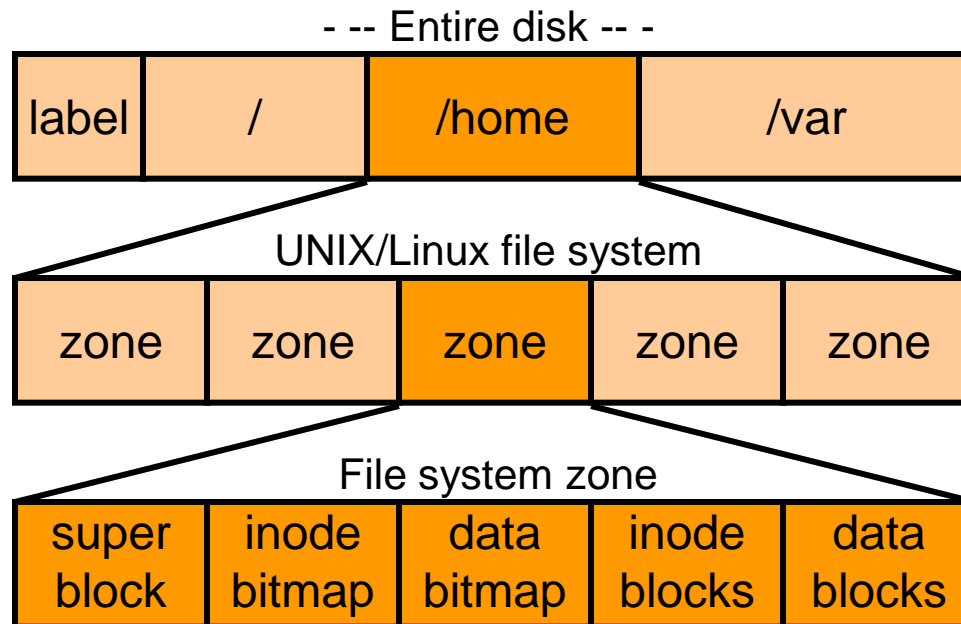 - -- Entire disk -- -
label / /home /var
UNIX/Linux file system
zone zone zone zone zone
File system zone
super inode data inode data
block bitmap bitmap blocks blocks